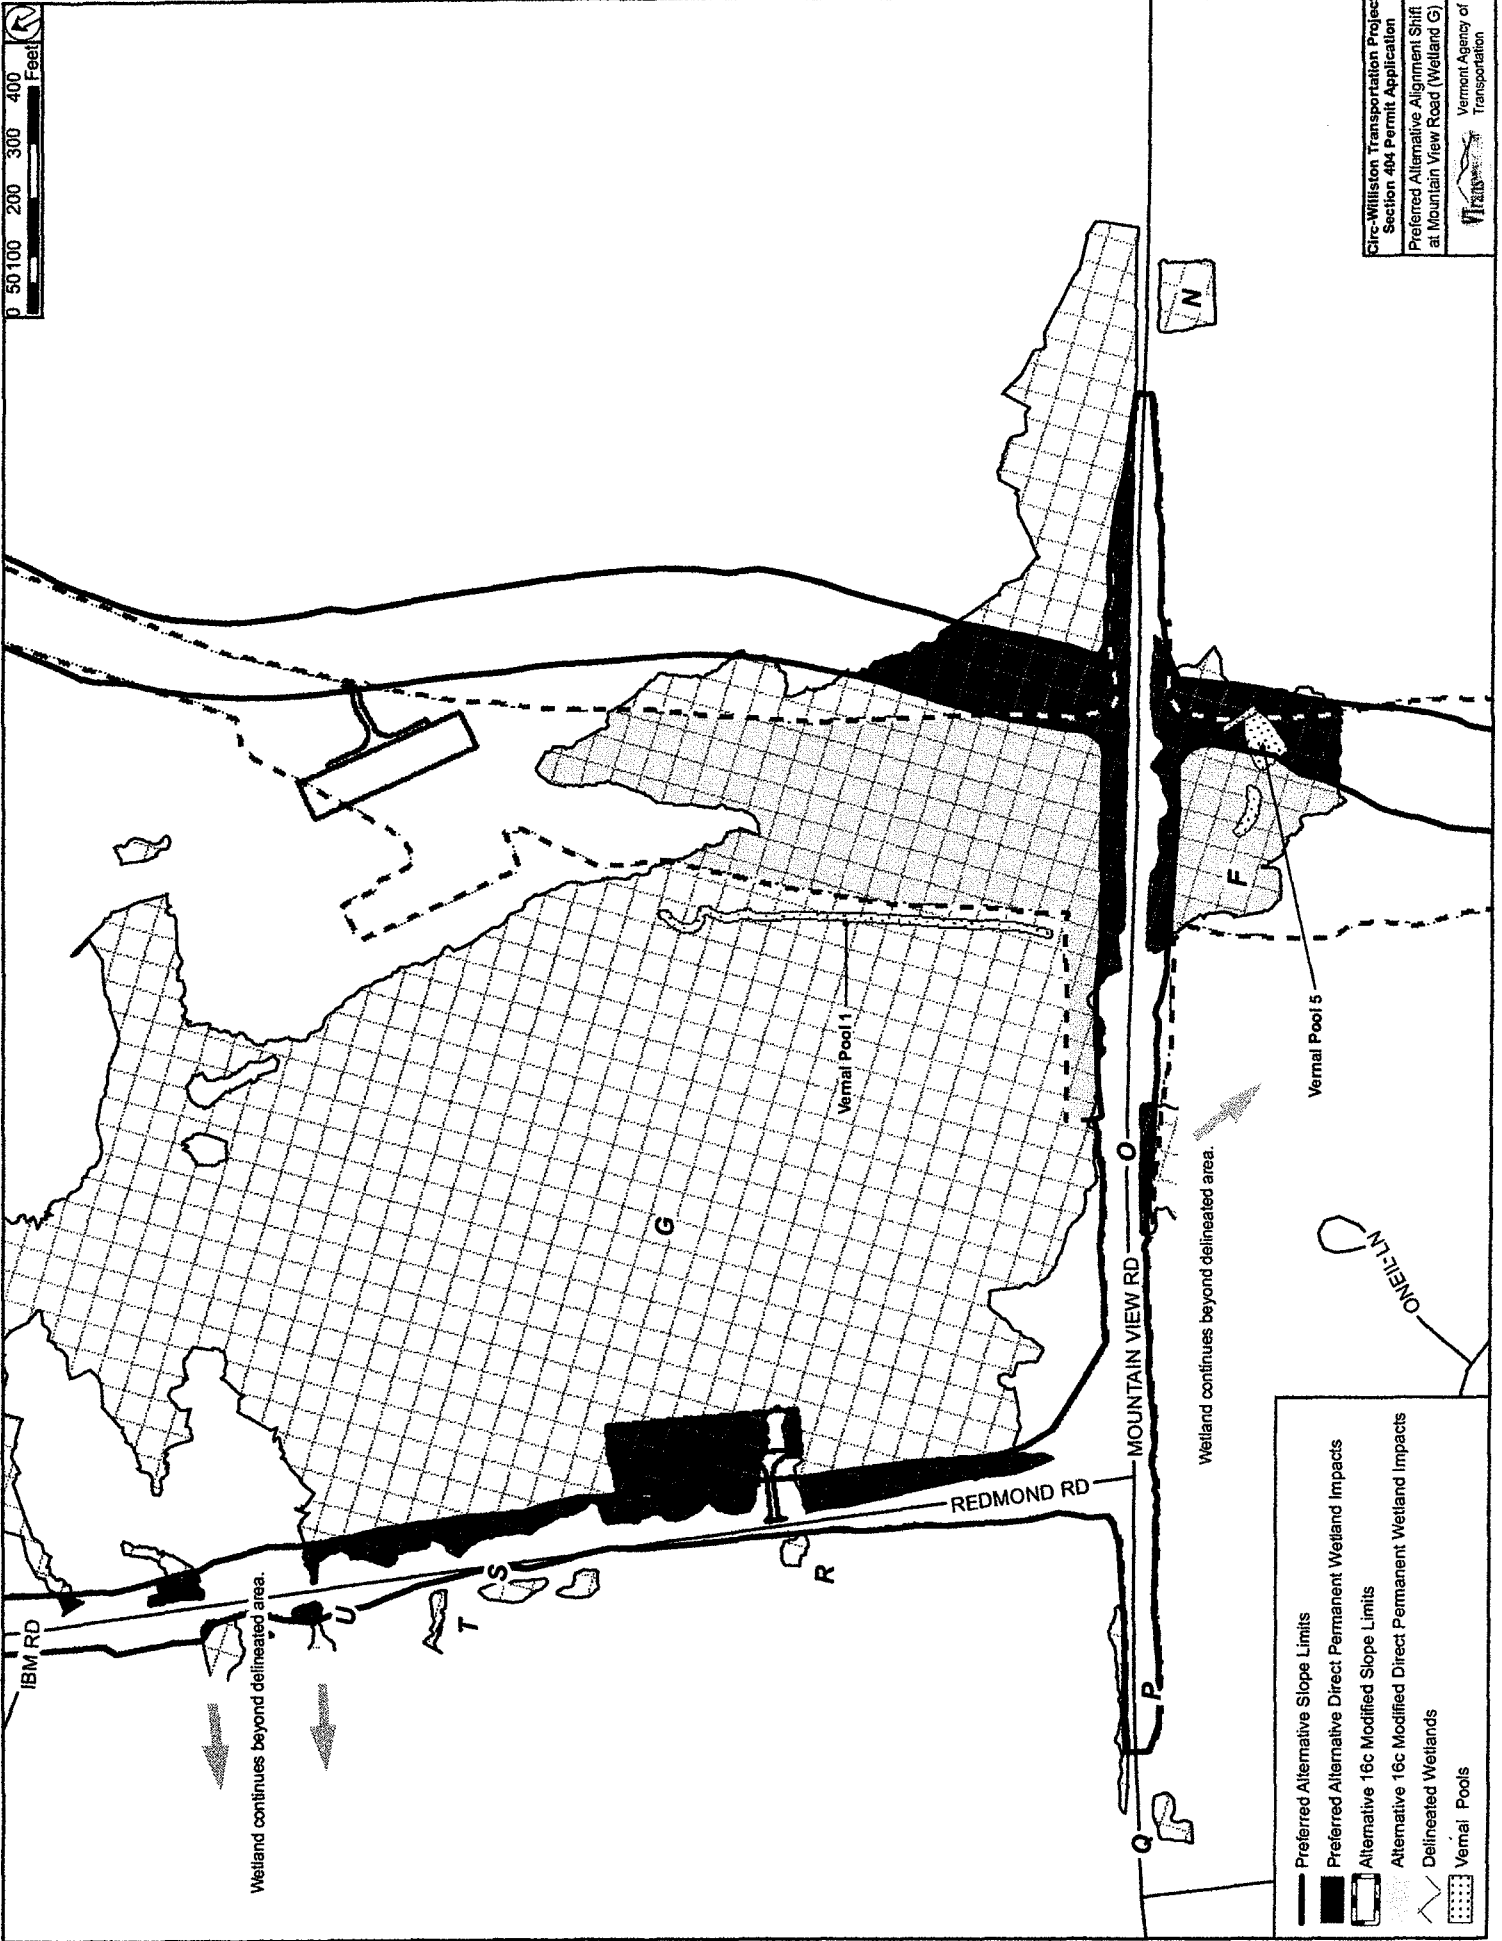 0 50 100 200 300 400
Feet
Circ-Williston Transportation Project
Section 404 Permit Application
Preferred Alternative Alignment Shift
at Mountain View Road (Wetland G)
VTrans
Vermont Agency of
Transportation
N
F
Vernal Pool 1
Vernal Pool 5
G
O
MOUNTAIN VIEW RD
Wetland continues beyond delineated area.
ONEIL-LN
REDMOND RD
R
S
T
U
IBM RD
Wetland continues beyond delineated area.
P
Q
Preferred Alternative Slope Limits
Preferred Alternative Direct Permanent Wetland Impacts
Alternative 16c Modified Slope Limits
Alternative 16c Modified Direct Permanent Wetland Impacts
Delineated Wetlands
Vernal Pools